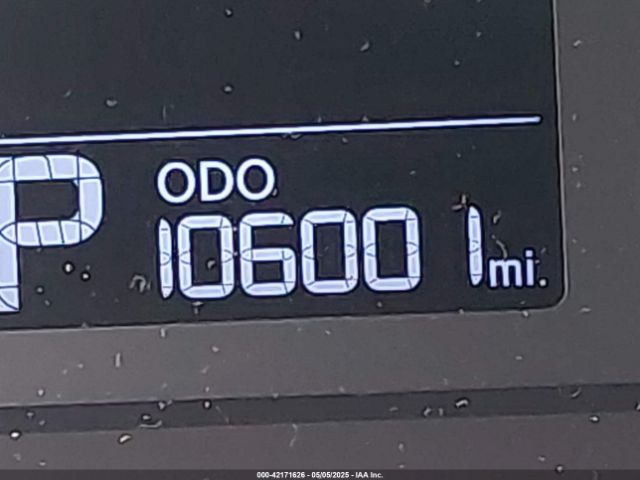 P
ODO
106001 mi.
000-42171626 - 05/05/2025 - IAA Inc.